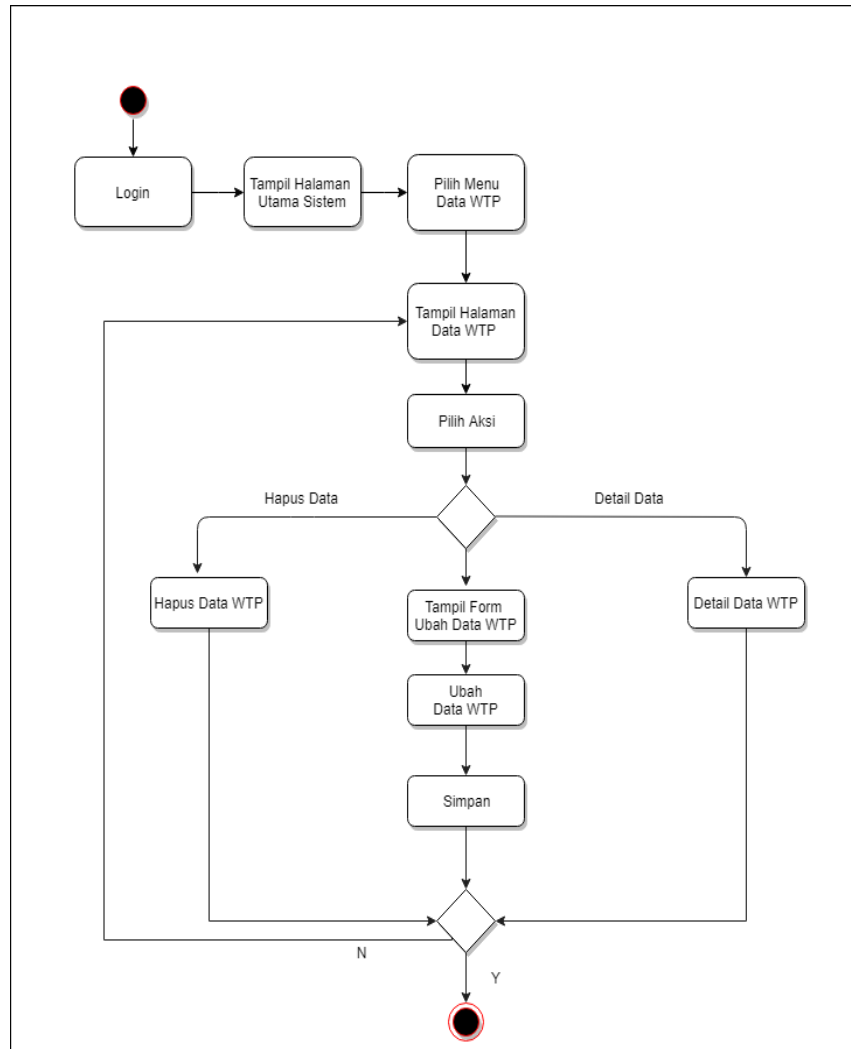 Login
Tampil Halaman
Utama Sistem
Pilih Menu
Data WTP
Tampil Halaman
Data WTP
Pilih Aksi
Hapus Data
Detail Data
Hapus Data WTP
Tampil Form
Ubah Data WTP
Detail Data WTP
Ubah
Data WTP
Simpan
N
Y